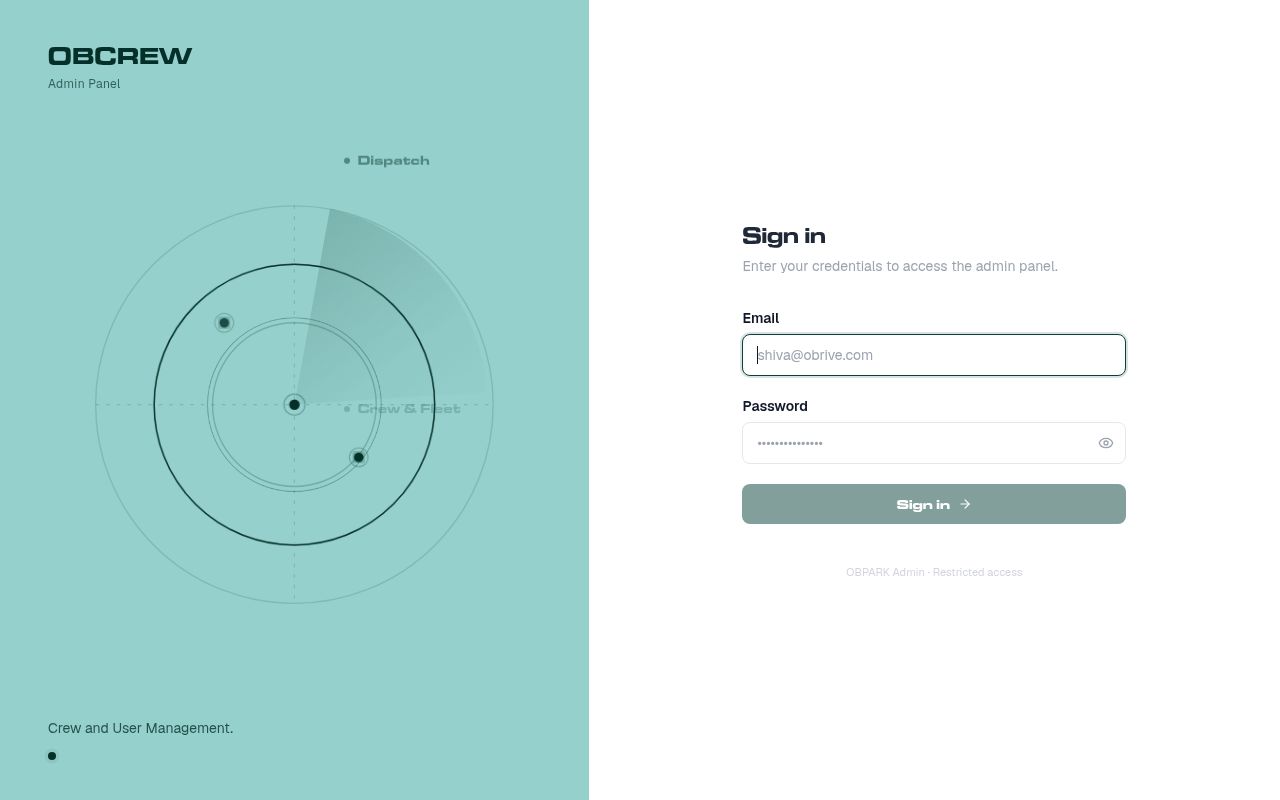 OBCREW
Admin Panel
Dispatch
Crew & Fleet
Crew and User Management.
Sign in
Enter your credentials to access the admin panel.
Email
shiva@obrive.com
Password
•••••••••••••••
Sign in →
OBPARK Admin · Restricted access